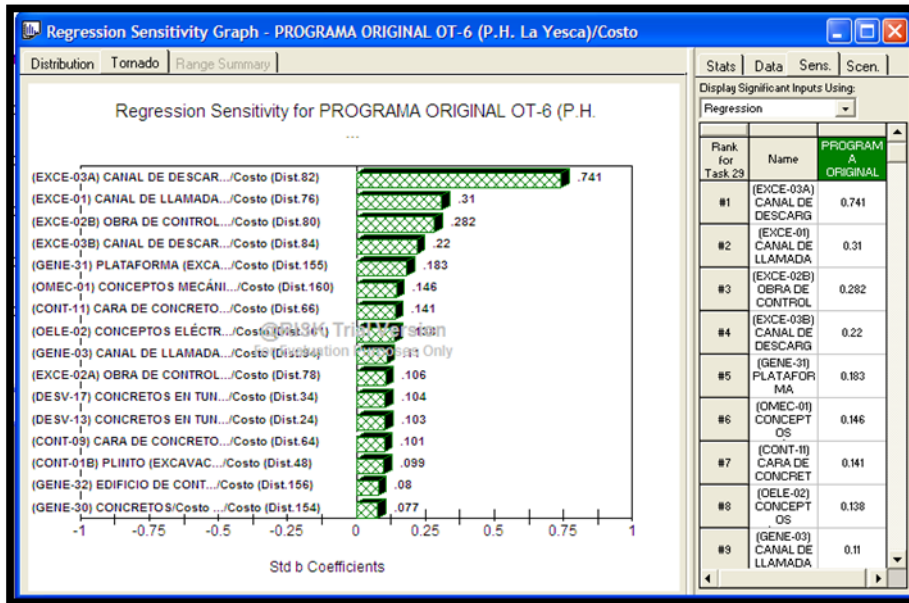 Regression Sensitivity Graph - PROGRAMA ORIGINAL OT-6 (P.H. La Yesca)/Costo
Distribution Tornado Range Summary
Regression Sensitivity for PROGRAMA ORIGINAL OT-6 (P.H.
...
(EXCE-03A) CANAL DE DESCAR.../Costo (Dist.82) .741
(EXCE-01) CANAL DE LLAMADA.../Costo (Dist.76) .31
(EXCE-02B) OBRA DE CONTROL.../Costo (Dist.80) .282
(EXCE-03B) CANAL DE DESCAR.../Costo (Dist.84) .22
(GENE-31) PLATAFORMA (EXCA.../Costo (Dist.155) .183
(OMEC-01) CONCEPTOS MECÁNI.../Costo (Dist.160) .146
(CONT-11) CARA DE CONCRETO.../Costo (Dist.66) .141
(OELE-02) CONCEPTOS ELÉCTR.../Costo
@RISK Trial Version
(GENE-03) CANAL DE LLAMADA.../Costo
For Evaluation Purposes Only
(EXCE-02A) OBRA DE CONTROL.../Costo (Dist.78) .106
(DESV-17) CONCRETOS EN TUN.../Costo (Dist.34) .104
(DESV-13) CONCRETOS EN TUN.../Costo (Dist.24) .103
(CONT-09) CARA DE CONCRETO.../Costo (Dist.64) .101
(CONT-01B) PLINTO (EXCAVAC.../Costo (Dist.48) .099
(GENE-32) EDIFICIO DE CONT.../Costo (Dist.156) .08
(GENE-30) CONCRETOS/Costo .../Costo (Dist.154) .077
-1 -0.75 -0.5 -0.25 0 0.25 0.5 0.75 1
Std b Coefficients
Stats Data Sens. Scen.
Display Significant Inputs Using:
Regression
Rank for Task 29 Name PROGRAMA ORIGINAL
#1 (EXCE-03A) CANAL DE DESCARG 0.741
#2 (EXCE-01) CANAL DE LLAMADA 0.31
#3 (EXCE-02B) OBRA DE CONTROL 0.282
#4 (EXCE-03B) CANAL DE DESCARG 0.22
#5 (GENE-31) PLATAFORMA 0.183
#6 (OMEC-01) CONCEPTOS 0.146
#7 (CONT-11) CARA DE CONCRET 0.141
#8 (OELE-02) CONCEPTOS 0.138
#9 (GENE-03) CANAL DE LLAMADA 0.11